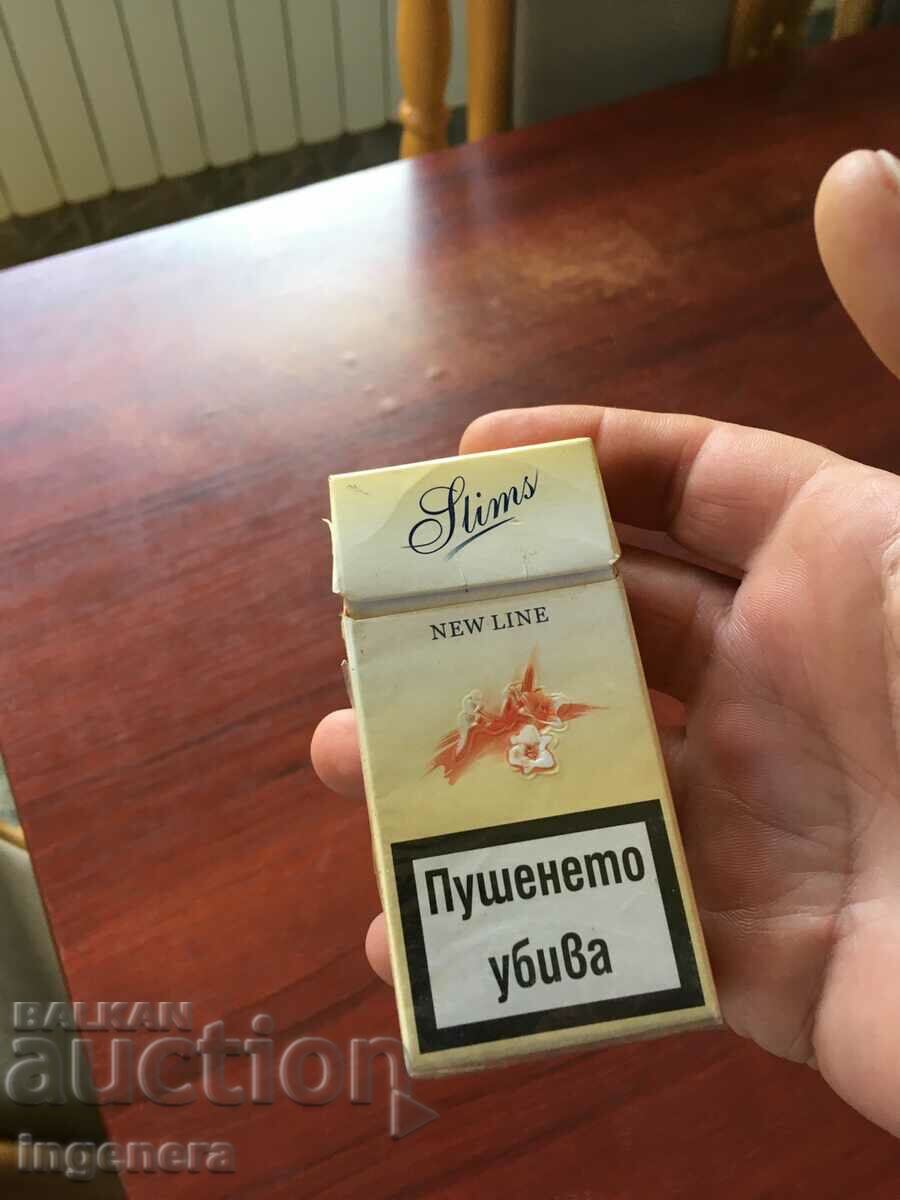 Slims
NEW LINE
Пушенето
убива
BALKAN
auction
ingenera